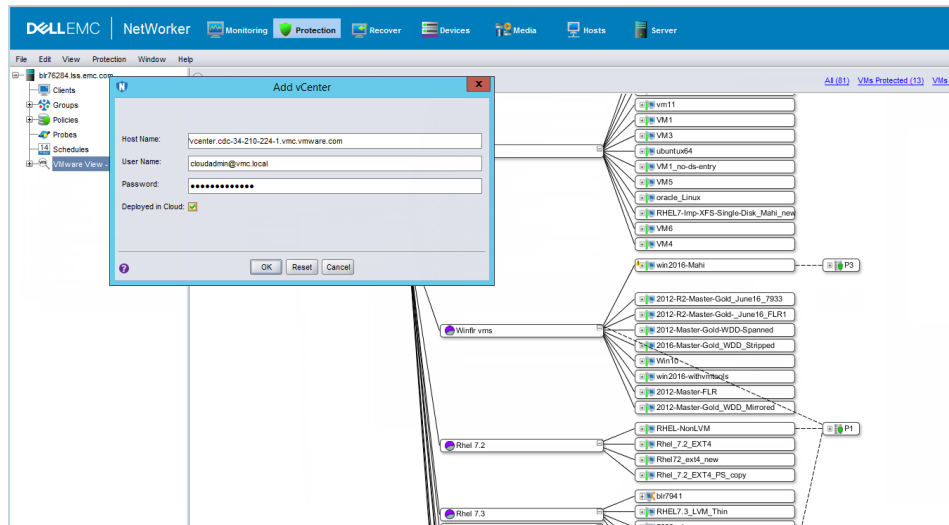 DELLEMC NetWorker Monitoring Protection Recover Devices Media Hosts Server
File Edit View Protection Window Help
blr76284.lss.emc.com
Clients
Groups
Policies
Probes
14 Schedules
VMware View -
Add vCenter
Host Name: vcenter.cdc-34-210-224-1.vmc.vmware.com
User Name: cloudadmin@vmc.local
Password: •••••••••••••
Deployed in Cloud:
OK Reset Cancel
All (81) VMs Protected (13) VMs
vm11
VM1
VM3
ubuntu64
VM1_no-ds-entry
VM5
oracle_Linux
RHEL7-Imp-XFS-Single-Disk_Mahi_new
VM6
VM4
win2016-Mahi
P3
2012-R2-Master-Gold_June16_7933
2012-R2-Master-Gold-_June16_FLR1
2012-Master-Gold-WDD-Spanned
Winflr vms
2016-Master-Gold_WDD_Stripped
Win10
win2016-withvmtools
2012-Master-FLR
2012-Master-Gold_WDD_Mirrored
RHEL-NonLVM
P1
Rhel 7.2
Rhel_7.2_EXT4
Rhel72_ext4_new
Rhel_7.2_EXT4_PS_copy
blr7941
Rhel 7.3
RHEL7.3_LVM_Thin